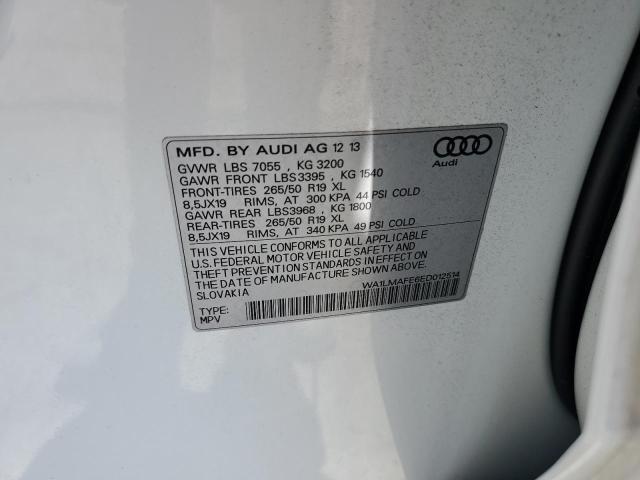 MFD. BY AUDI AG 12 13
GVWR LBS 7055 , KG 3200
GAWR FRONT LBS3395 , KG 1540
FRONT-TIRES 265/50 R19 XL
8,5JX19 RIMS, AT 300 KPA 44 PSI COLD
GAWR REAR LBS3968 , KG 1800
REAR-TIRES 265/50 R19 XL
8,5JX19 RIMS, AT 340 KPA 49 PSI COLD
THIS VEHICLE CONFORMS TO ALL APPLICABLE
U.S. FEDERAL MOTOR VEHICLE SAFETY AND
THEFT PREVENTION STANDARDS IN EFFECT ON
THE DATE OF MANUFACTURE SHOWN ABOVE.
SLOVAKIA
WA1LMAFE6ED012514
TYPE:
MPV
Audi